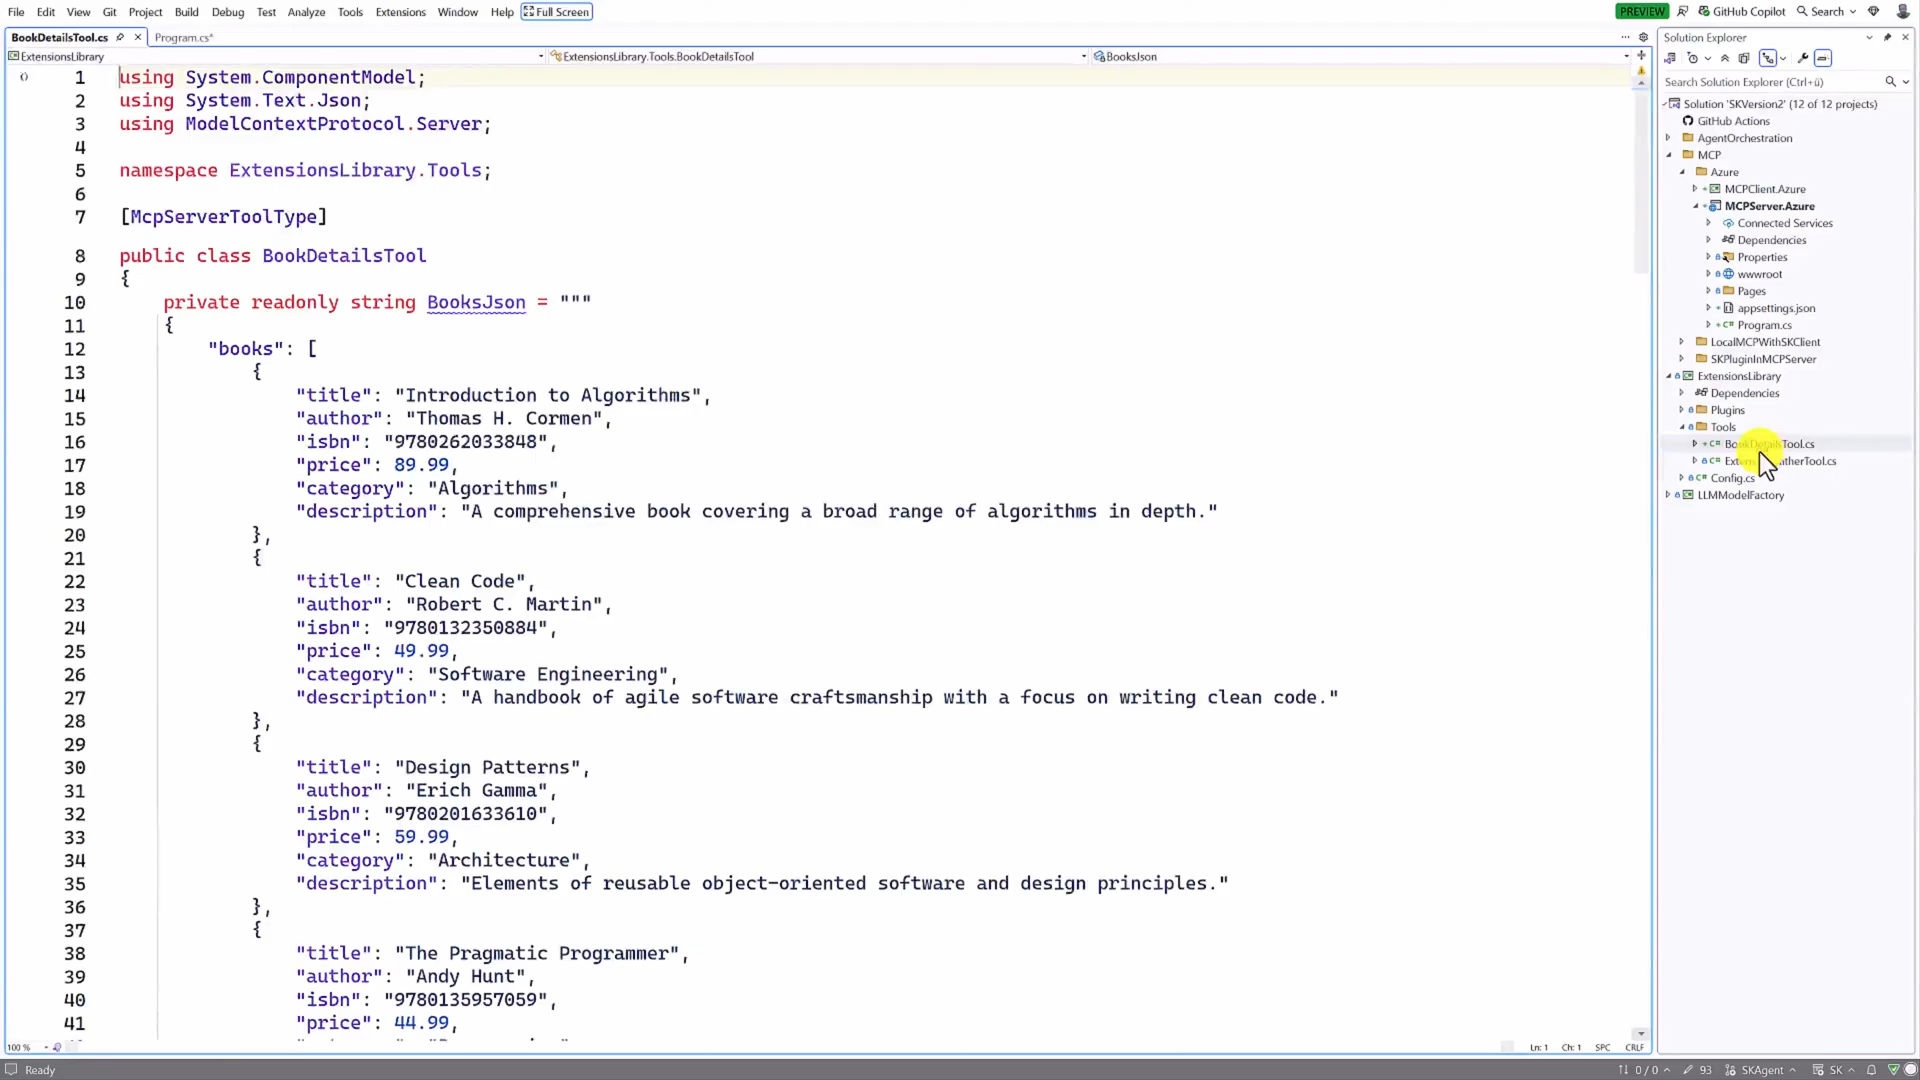 File Edit View Git Project Build Debug Test Analyze Tools Extensions Window Help Full Screen PREVIEW GitHub Copilot Search
BookDetailsTool.cs Program.cs* Solution Explorer
ExtensionsLibrary ExtensionsLibrary.Tools.BookDetailsTool BooksJson
1 using System.ComponentModel;
2 using System.Text.Json;
3 using ModelContextProtocol.Server;
4
5 namespace ExtensionsLibrary.Tools;
6
7 [McpServerToolType]
8 public class BookDetailsTool
9 {
10 private readonly string BooksJson = """
11 {
12 "books": [
13 {
14 "title": "Introduction to Algorithms",
15 "author": "Thomas H. Cormen",
16 "isbn": "9780262033848",
17 "price": 89.99,
18 "category": "Algorithms",
19 "description": "A comprehensive book covering a broad range of algorithms in depth."
20 },
21 {
22 "title": "Clean Code",
23 "author": "Robert C. Martin",
24 "isbn": "9780132350884",
25 "price": 49.99,
26 "category": "Software Engineering",
27 "description": "A handbook of agile software craftsmanship with a focus on writing clean code."
28 },
29 {
30 "title": "Design Patterns",
31 "author": "Erich Gamma",
32 "isbn": "9780201633610",
33 "price": 59.99,
34 "category": "Architecture",
35 "description": "Elements of reusable object-oriented software and design principles."
36 },
37 {
38 "title": "The Pragmatic Programmer",
39 "author": "Andy Hunt",
40 "isbn": "9780135957059",
41 "price": 44.99,
100 % Ln: 1 Ch: 1 SPC CRLF
Search Solution Explorer (Ctrl+ü)
Solution 'SKVersion2' (12 of 12 projects)
GitHub Actions
AgentOrchestration
MCP
Azure
MCPClient.Azure
MCPServer.Azure
Connected Services
Dependencies
Properties
wwwroot
Pages
appsettings.json
Program.cs
LocalMCPWithSKClient
SKPluginInMCPServer
ExtensionsLibrary
Dependencies
Plugins
Tools
BookDetailsTool.cs
Config.cs
LLMModelFactory
Ready 0 / 0 93 SKAgent SK